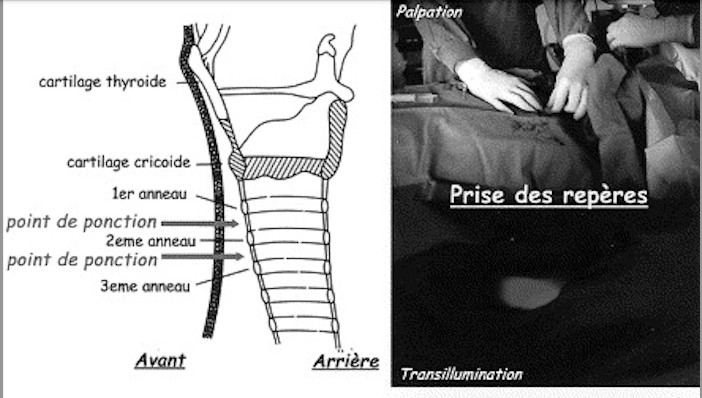 cartilage thyroide
cartilage cricoide
1er anneau
point de ponction
2eme anneau
point de ponction
3eme anneau
Avant
Arrière
Palpation
Prise des repères
Transillumination